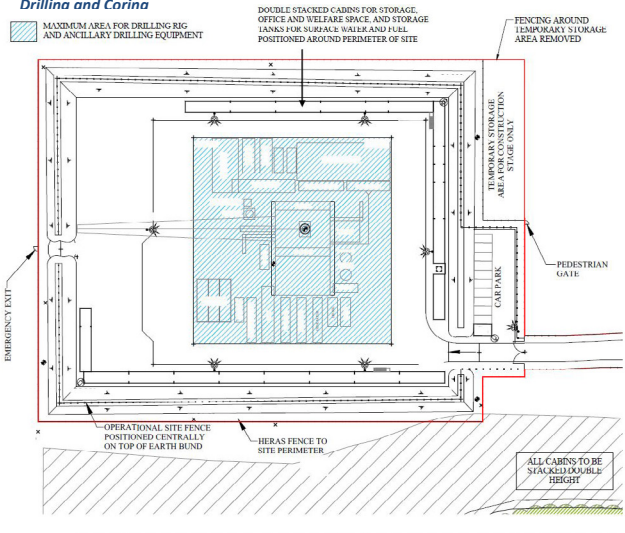 Drilling and Coring
MAXIMUM AREA FOR DRILLING RIG
AND ANCILLARY DRILLING EQUIPMENT
DOUBLE STACKED CABINS FOR STORAGE,
OFFICE AND WELFARE SPACE, AND STORAGE
TANKS FOR SURFACE WATER AND FUEL
POSITIONED AROUND PERIMETER OF SITE
FENCING AROUND
TEMPORARY STORAGE
AREA REMOVED
TEMPORARY STORAGE
AREA FOR CONSTRUCTION
STAGE ONLY
PEDESTRIAN
GATE
CAR PARK
EMERGENCY EXIT
OPERATIONAL SITE FENCE
POSITIONED CENTRALLY
ON TOP OF EARTH BUND
HERAS FENCE TO
SITE PERIMETER
ALL CABINS TO BE
STACKED DOUBLE
HEIGHT